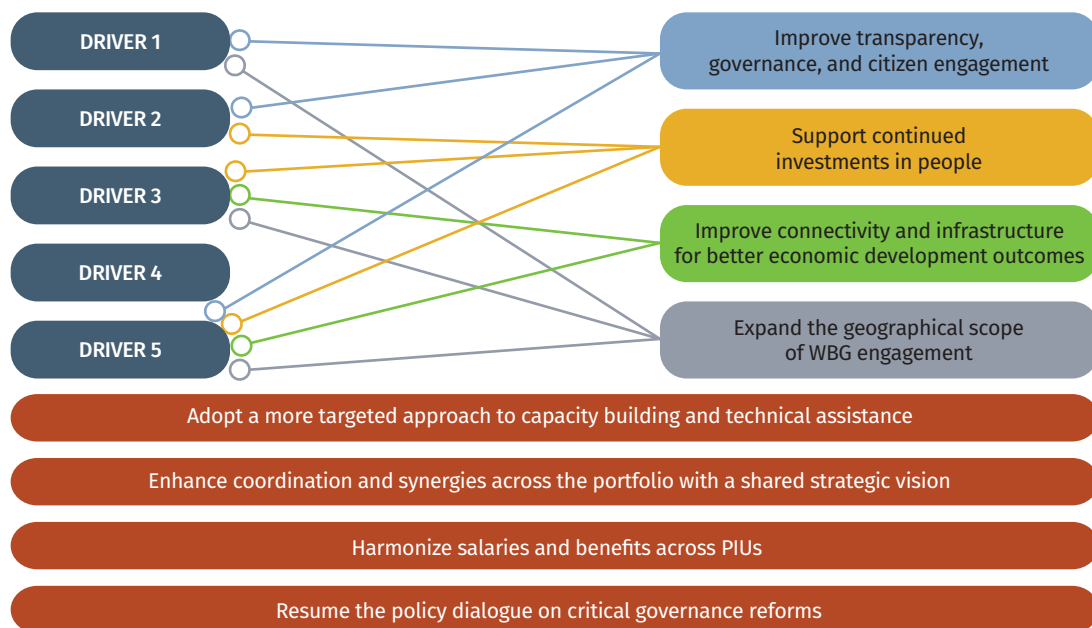 DRIVER 1
DRIVER 2
DRIVER 3
DRIVER 4
DRIVER 5
Improve transparency,
governance, and citizen engagement
Support continued
investments in people
Improve connectivity and infrastructure
for better economic development outcomes
Expand the geographical scope
of WBG engagement
Adopt a more targeted approach to capacity building and technical assistance
Enhance coordination and synergies across the portfolio with a shared strategic vision
Harmonize salaries and benefits across PIUs
Resume the policy dialogue on critical governance reforms